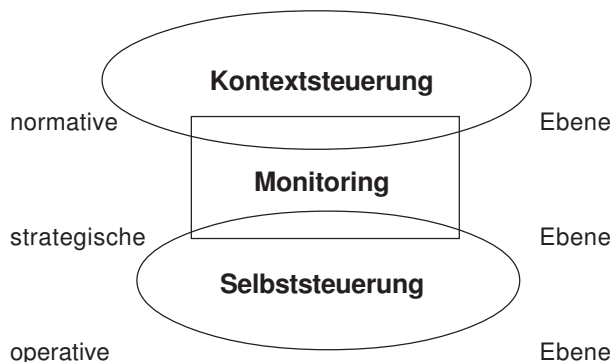 Kontextsteuerung
normative Ebene
Monitoring
strategische Ebene
Selbststeuerung
operative Ebene